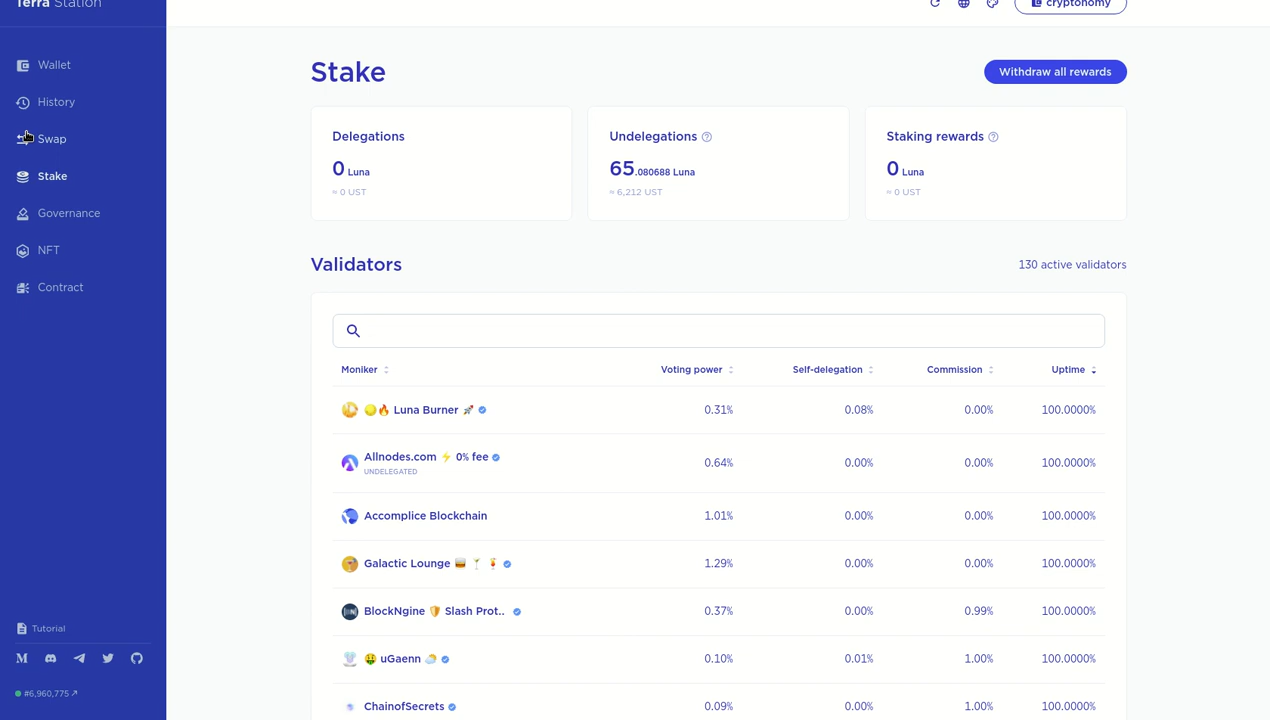 Terra Station
cryptonomy
Wallet
History
Swap
Stake
Governance
NFT
Contract
Tutorial
#6,960,775
Stake
Withdraw all rewards
Delegations
0 Luna
≈ 0 UST
Undelegations
65.080688 Luna
≈ 6,212 UST
Staking rewards
0 Luna
≈ 0 UST
Validators
130 active validators
Moniker Voting power Self-delegation Commission Uptime
Luna Burner 0.31% 0.08% 0.00% 100.0000%
Allnodes.com ⚡ 0% fee 0.64% 0.00% 0.00% 100.0000%
UNDELEGATED
Accomplice Blockchain 1.01% 0.00% 0.00% 100.0000%
Galactic Lounge 1.29% 0.00% 0.00% 100.0000%
BlockNgine Slash Prot.. 0.37% 0.00% 0.99% 100.0000%
uGaenn 0.10% 0.01% 1.00% 100.0000%
ChainofSecrets 0.09% 0.00% 1.00% 100.0000%